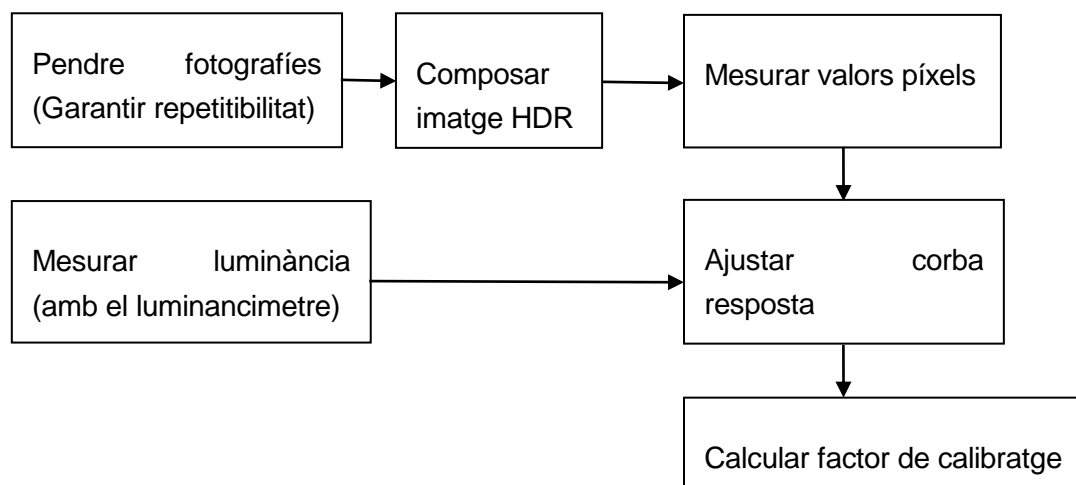 Pendre fotografíes
(Garantir repetitibilitat)
Composar
imatge HDR
Mesurar valors píxels
Mesurar luminància
(amb el luminancimetre)
Ajustar corba
resposta
Calcular factor de calibratge